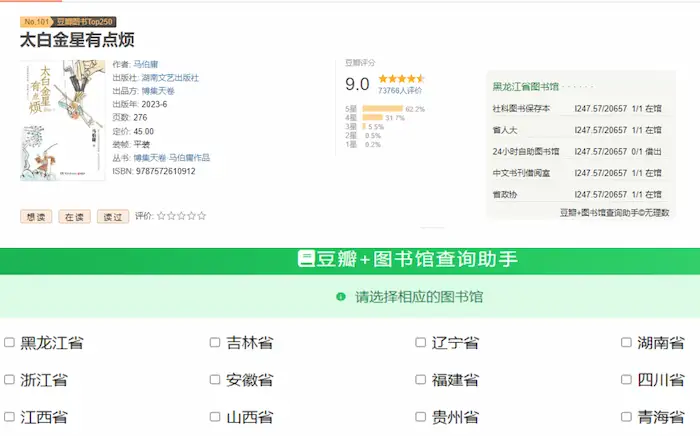 No.101 豆瓣图书Top250
太白金星有点烦
太白金星
有点烦
马伯庸
作者: 马伯庸
出版社: 湖南文艺出版社
出品方: 博集天卷
出版年: 2023-6
页数: 276
定价: 45.00
装帧: 平装
丛书: 博集天卷·马伯庸作品
ISBN: 9787572610912
豆瓣评分
9.0
73766人评价
5星 62.2%
4星 31.7%
3星 5.5%
2星 0.5%
1星 0.2%
黑龙江省图书馆 · · · · · ·
社科图书保存本 I247.57/20657 1/1 在馆
省人大 I247.57/20657 1/1 在馆
24小时自助图书馆 I247.57/20657 0/1 借出
中文书刊借阅室 I247.57/20657 1/1 在馆
省政协 I247.57/20657 1/1 在馆
豆瓣+图书馆查询助手©无理数
想读 在读 读过 评价: ☆☆☆☆☆
豆瓣+图书馆查询助手
请选择相应的图书馆
黑龙江省 吉林省 辽宁省 湖南省
浙江省 安徽省 福建省 四川省
江西省 山西省 贵州省 青海省